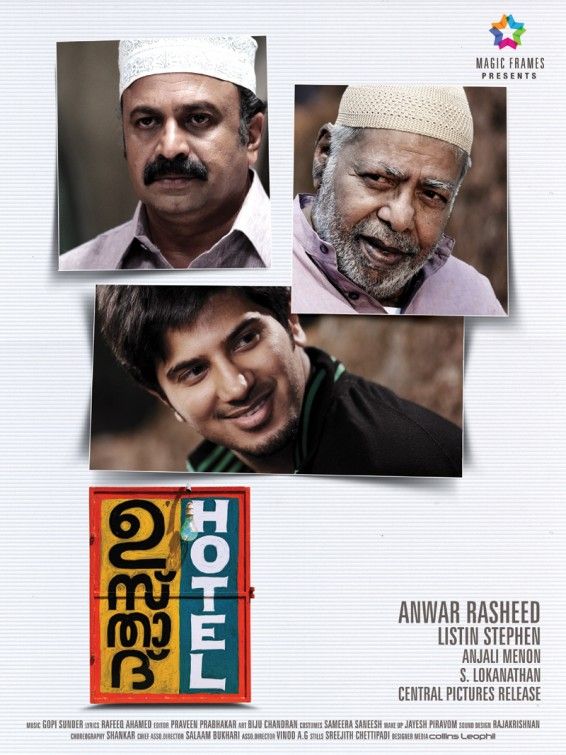 MAGIC FRAMES
PRESENTS
ഉസ്താദ്
HOTEL
ANWAR RASHEED
LISTIN STEPHEN
ANJALI MENON
S. LOKANATHAN
CENTRAL PICTURES RELEASE
MUSIC GOPI SUNDER LYRICS RAFEEQ AHAMED EDITOR PRAVEEN PRABHAKAR ART BIJU CHANDRAN COSTUMES SAMEERA SANEESH MAKE UP JAYESH PIRAVOM SOUND DESIGN RAJAKRISHNAN
CHOREOGRAPHY SHANKAR CHIEF ASSO.DIRECTOR SALAAM BUKHARI ASSO.DIRECTOR VINOD A.G STILLS SREEJITH CHETTIPADI DESIGNER MEDIA collins Leophil